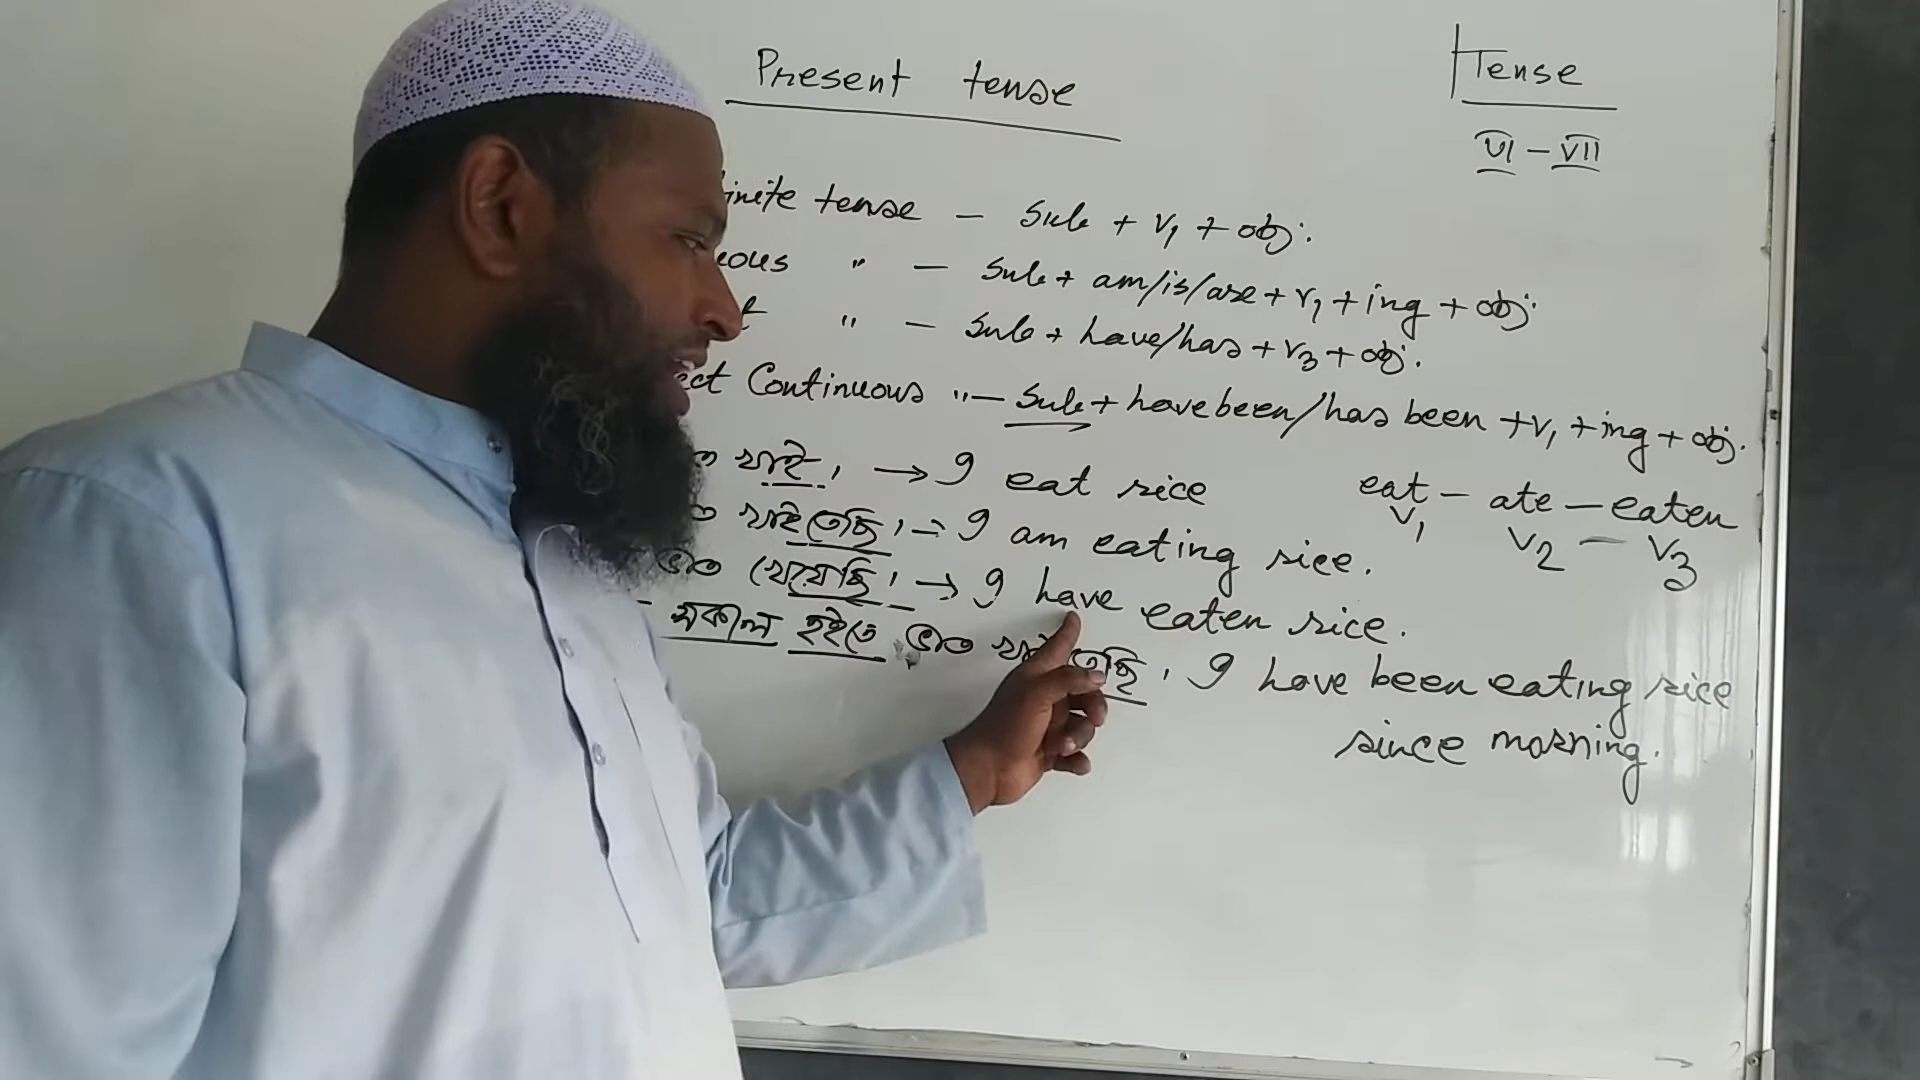 Present tense
Tense
VI - VII
inite tense - Sub + V1 + obj.
uous " - Sub + am/is/are + V1 + ing + obj.
t " - Sub + have/has + V3 + obj.
ect Continuous " - Sub + have been/has been + V1 + ing + obj.
ত খাই। → I eat rice
eat - ate - eaten
V1 V2 - V3
ত খাইতেছি। = I am eating rice.
ভাত খেয়েছি। → I have eaten rice.
সকাল হইতে ভাত খাইতেছি। I have been eating rice
since morning.